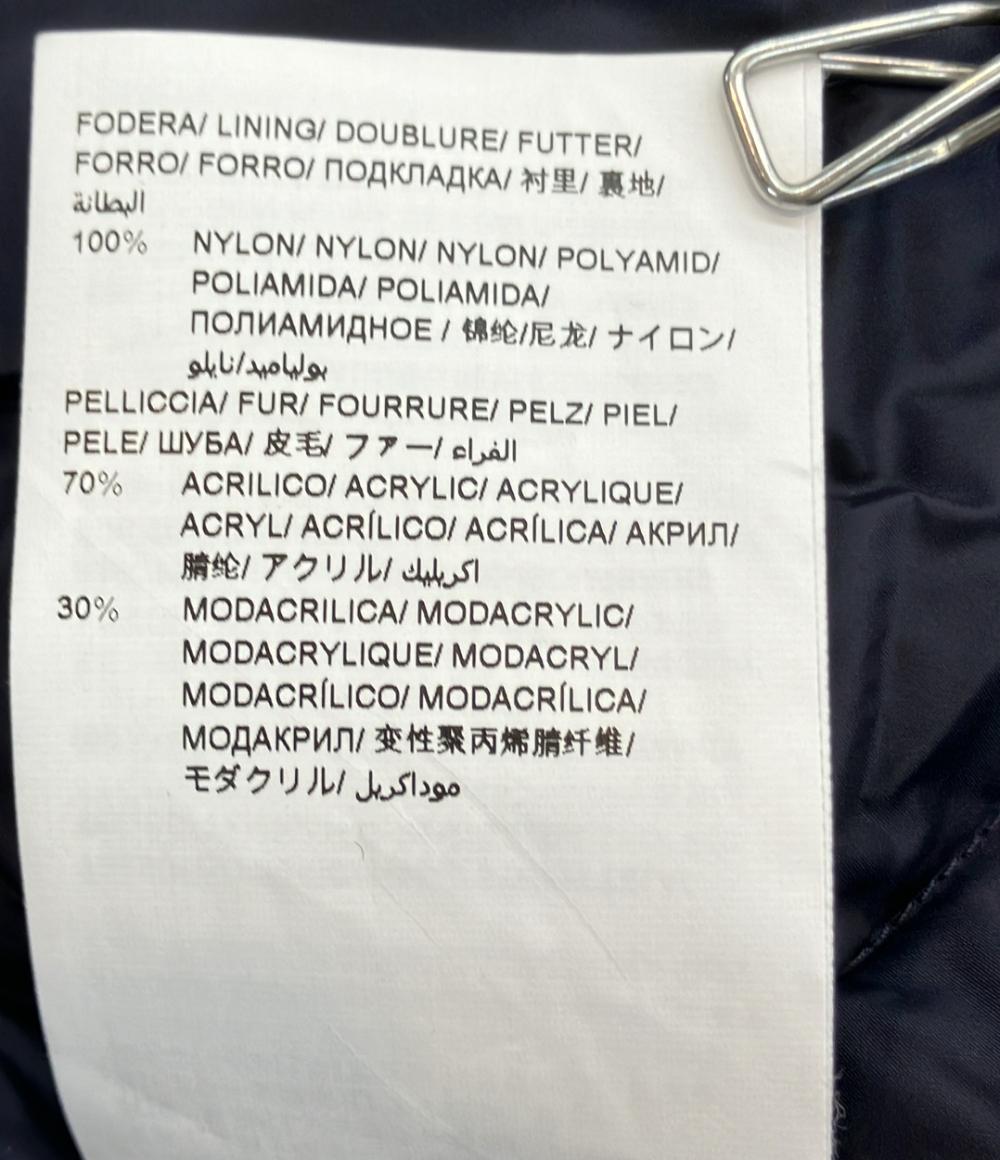 FODERA/ LINING/ DOUBLURE/ FUTTER/
FORRO/ FORRO/ ПОДКЛАДКА/ 衬里/ 裏地/
البطانة
100% NYLON/ NYLON/ NYLON/ POLYAMID/
POLIAMIDA/ POLIAMIDA/
ПОЛИАМИДНОЕ / 锦纶/尼龙/ ナイロン/
بولياميد/نايلو
PELLICCIA/ FUR/ FOURRURE/ PELZ/ PIEL/
PELE/ ШУБА/ 皮毛/ ファー/ الفراء
70% ACRILICO/ ACRYLIC/ ACRYLIQUE/
ACRYL/ ACRÍLICO/ ACRÍLICA/ АКРИЛ/
腈纶/ アクリル/ اكريليك
30% MODACRILICA/ MODACRYLIC/
MODACRYLIQUE/ MODACRYL/
MODACRÍLICO/ MODACRÍLICA/
МОДАКРИЛ/ 变性聚丙烯腈纤维/
モダクリル/ موداكريل